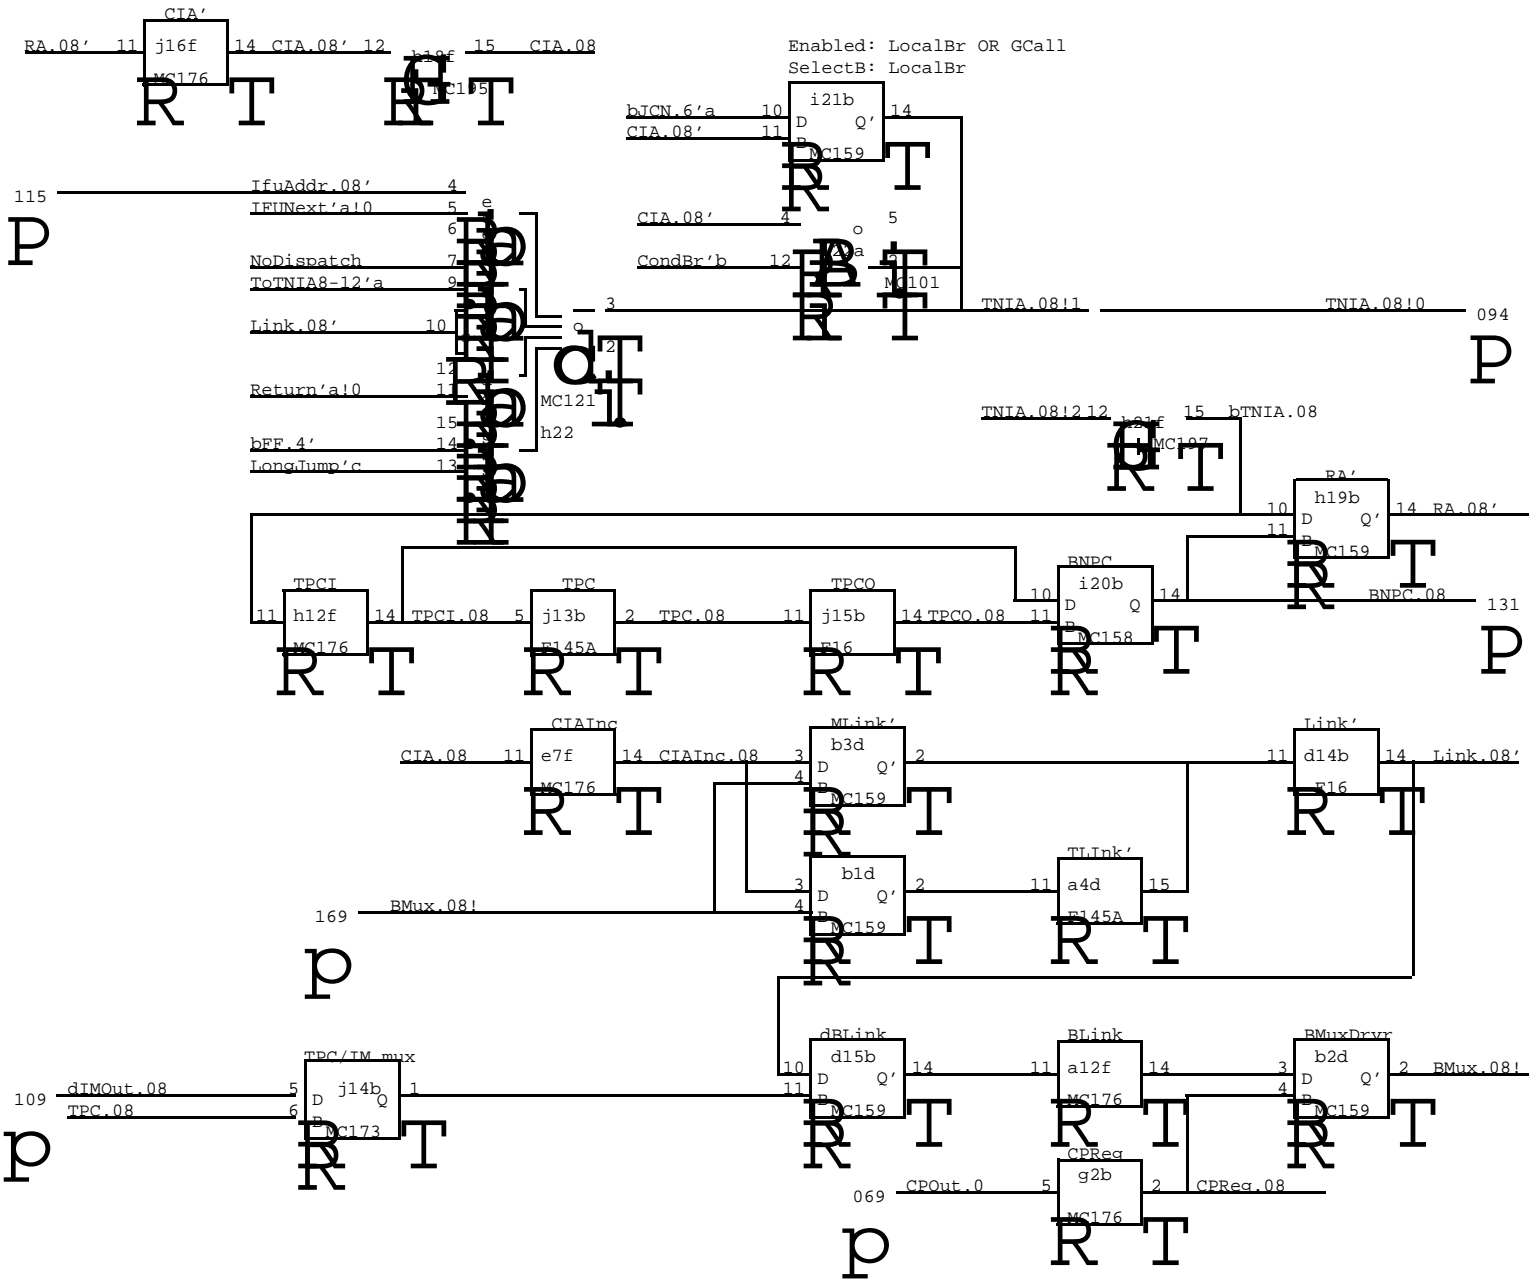 CIA'
RA.08' 11 j16f 14 CIA.08' 12 h18f 15 CIA.08
MC176 MC195
R T R G T
Enabled: LocalBr OR GCall
SelectB: LocalBr
i21b
bJCN.6'a 10 D Q' 14
CIA.08' 11 B
MC159
R T
R
115 IfuAddr.08' 4
P
IFUNext'a!0 5
6
CIA.08' 4 5
o
NoDispatch 7
CondBr'b 12
MC101
ToTNIA8-12'a 9
3 TNIA.08!1 TNIA.08!0 094
P
Link.08' 10
o
2
12
Return'a!0 11
MC121
15
h22
bFF.4' 14
LongJump'c 13
TNIA.08!2 12 h21f 15 bTNIA.08
MC197
R G T
RA'
h19b
10 D Q' 14 RA.08'
11 B
MC159
R T
R
BNPC
i20b
10 D Q 14 BNPC.08 131
11 B
MC158
R T P
R
TPCI TPC TPCO
11 h12f 14 TPCI.08 5 j13b 2 TPC.08 11 j15b 14 TPCO.08
MC176 F145A F16
R T R T R T
CIAInc MLink' Link'
b3d
CIA.08 11 e7f 14 CIAInc.08 3 D Q' 2 11 d14b 14 Link.08'
4 B
MC176 MC159 F16
R T R T R T
R
TLInk'
b1d
3 D Q' 2 11 a4d 15
169 BMux.08! 4 B
MC159 F145A
p R T R T
R
TPC/IM mux dBLink BLink BMuxDrvr
d15b b2d
10 D Q' 14 11 a12f 14 3 D Q' 2 BMux.08!
109 dIMOut.08 5 D j14b Q 1 11 B 4 B
TPC.08 6 B
MC173 MC159 MC176 MC159
p R T R T R T R T
R R R
CPReg
g2b
069 CPOut.0 5 2 CPReg.08
MC176
p R T